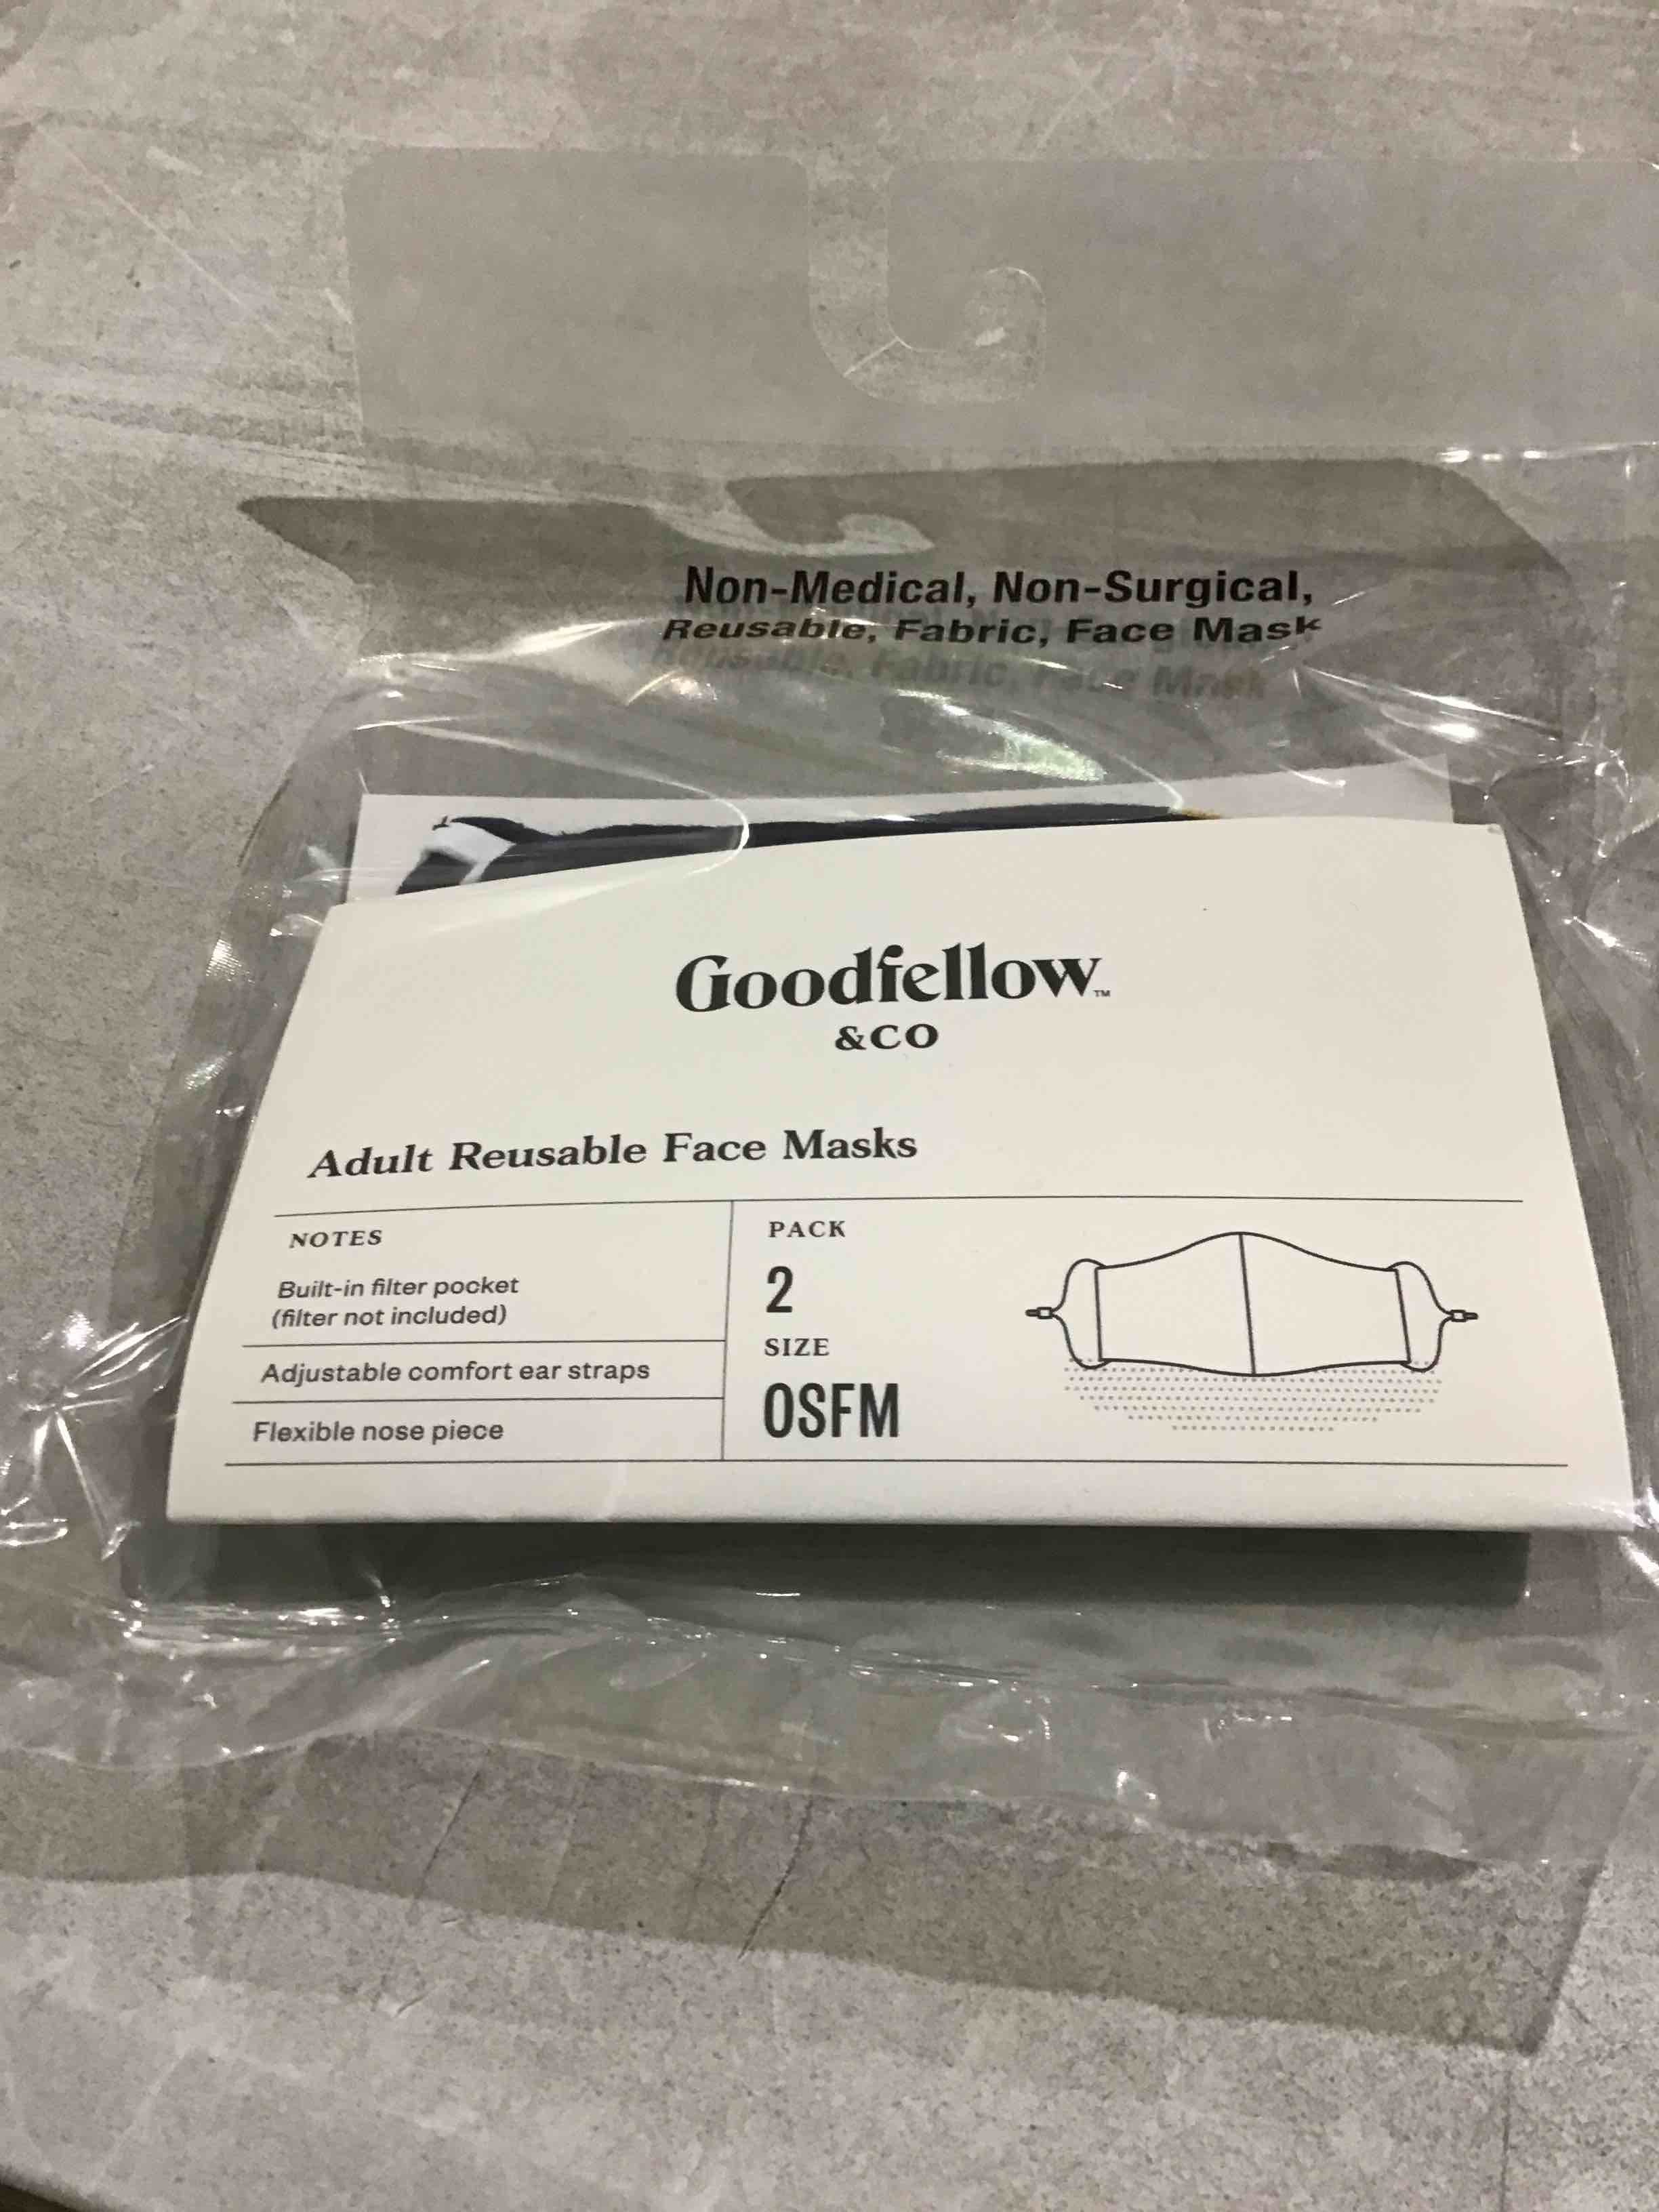 Non-Medical, Non-Surgical,
Reusable, Fabric, Face Mask
Goodfellow™
&CO
Adult Reusable Face Masks
NOTES
Built-in filter pocket
(filter not included)
Adjustable comfort ear straps
Flexible nose piece
PACK
2
SIZE
OSFM